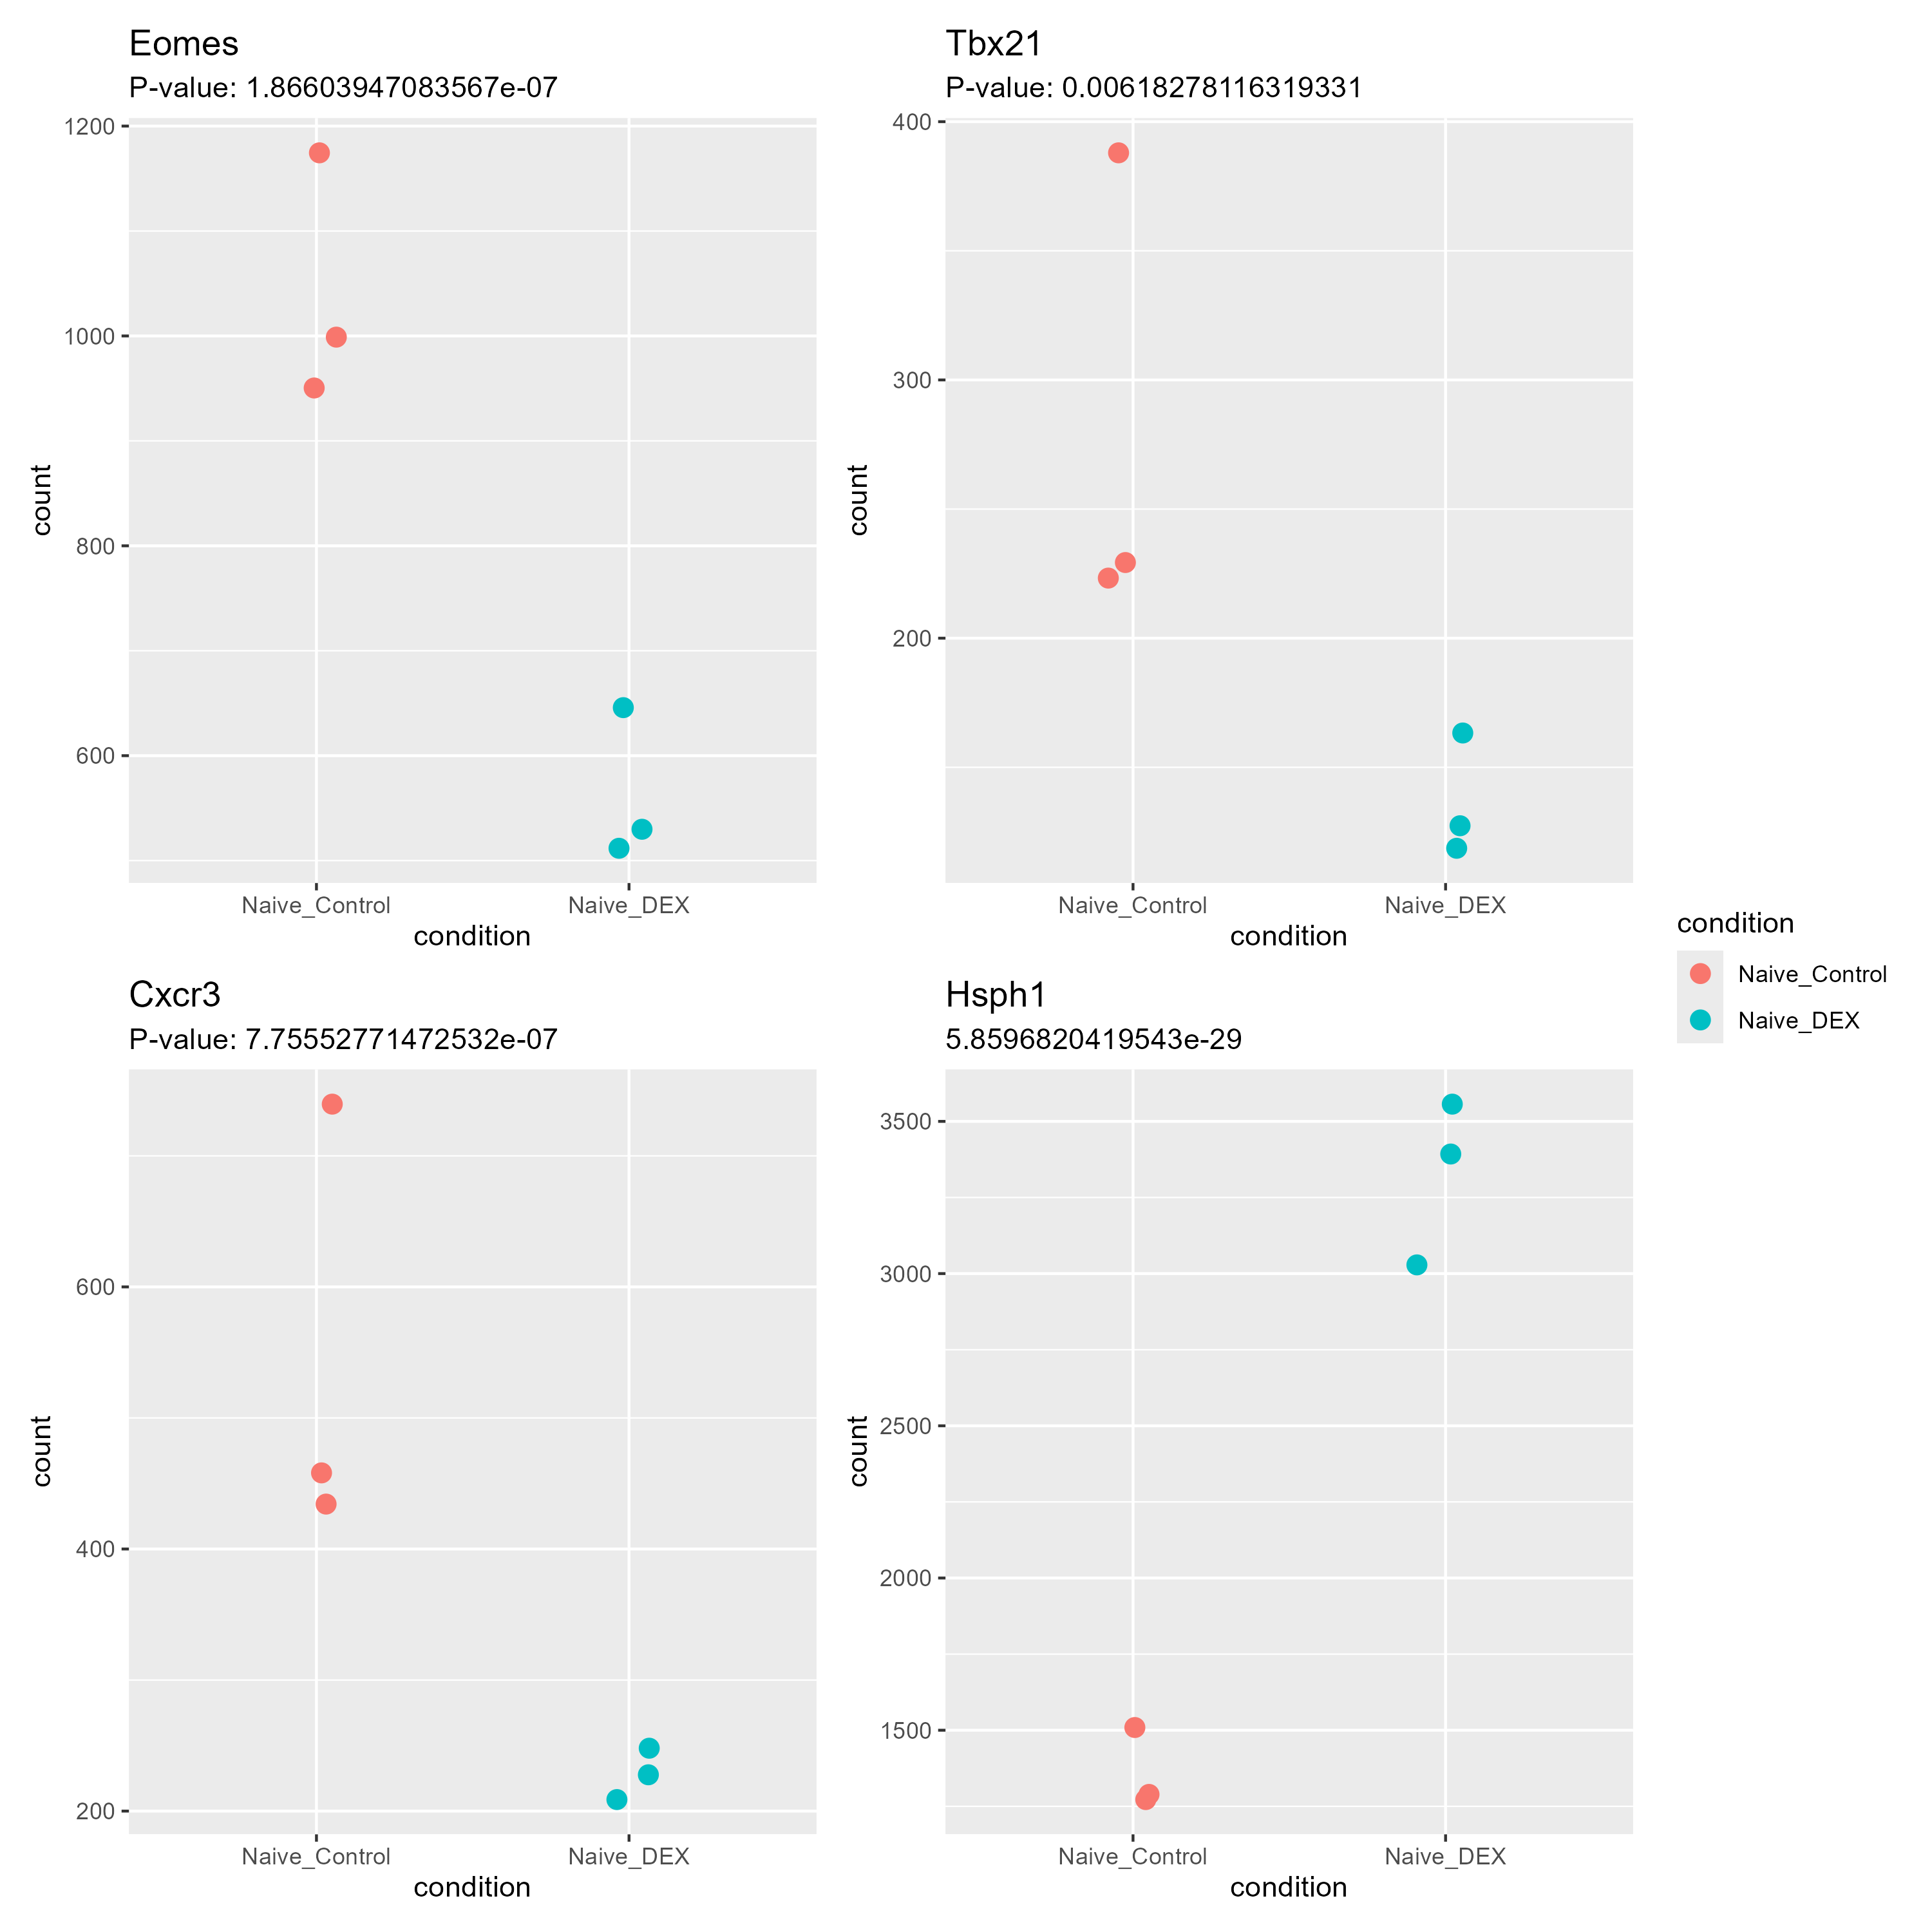 Eomes
P-value: 1.86603947083567e-07
1200
1000
800
600
count
Naive_Control Naive_DEX
condition
Tbx21
P-value: 0.00618278116319331
400
300
200
count
Naive_Control Naive_DEX
condition
Cxcr3
P-value: 7.75552771472532e-07
600
400
200
count
Naive_Control Naive_DEX
condition
Hsph1
5.8596820419543e-29
3500
3000
2500
2000
1500
count
Naive_Control Naive_DEX
condition
condition
Naive_Control
Naive_DEX